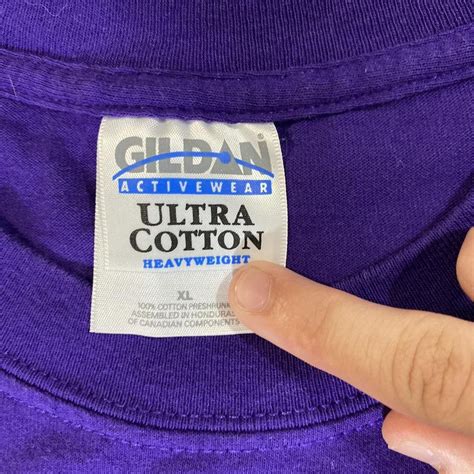 GILDAN®
ACTIVEWEAR
ULTRA
COTTON
HEAVYWEIGHT
XL
100% COTTON PRESHRUNK
ASSEMBLED IN HONDURAS
OF CANADIAN COMPONENTS